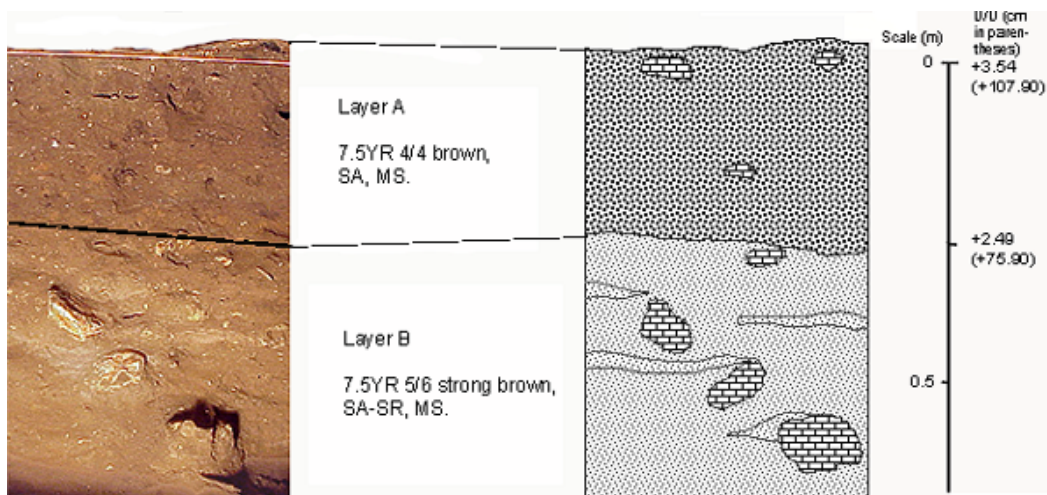 Layer A
7.5YR 4/4 brown,
SA, MS.
Layer B
7.5YR 5/6 strong brown,
SA-SR, MS.
Scale (m)
0
0.5
(cm
in paren-
theses)
+3.54
(+107.90)
+2.49
(+75.90)